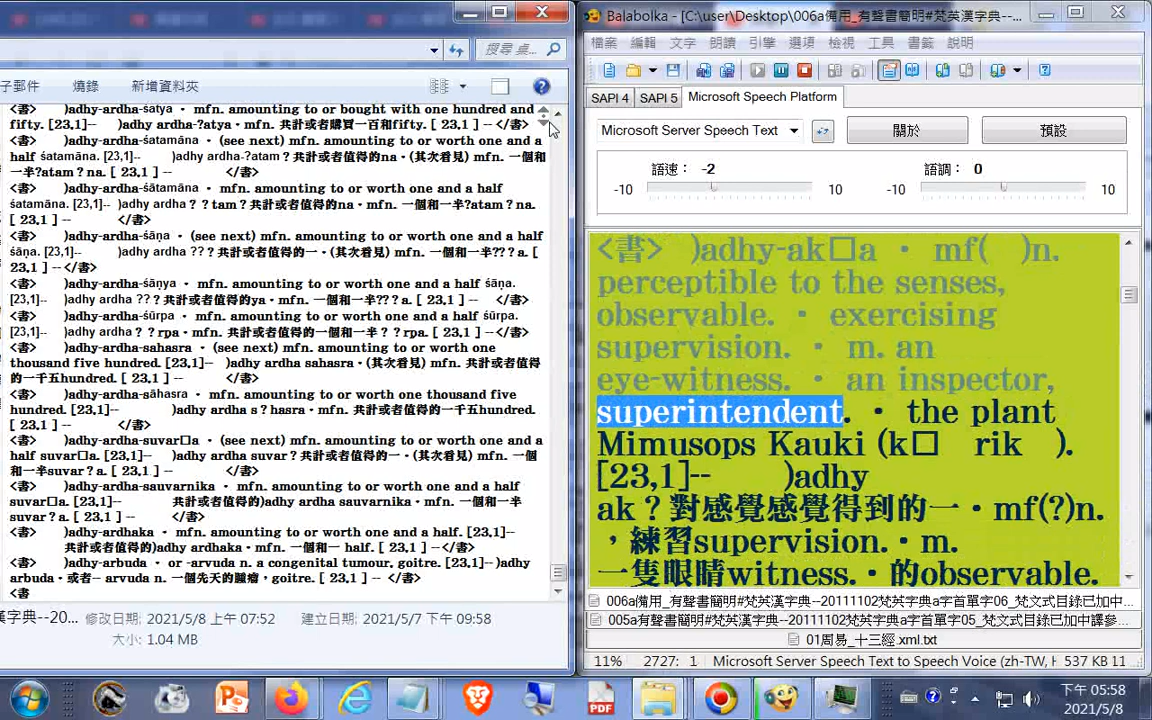 搜尋 桌...
子郵件 燒錄 新增資料夾
<書> )adhy-ardha-śatya · mfn. amounting to or bought with one hundred and
fifty. [23,1]-- )adhy ardha-?atya · mfn. 共計或者購買一百和fifty. [ 23,1 ] --</書>
<書> )adhy-ardha-śatamāna · (see next) mfn. amounting to or worth one and a
half śatamāna. [23,1]-- )adhy ardha-?atam ? 共計或者值得的na · (其次看見) mfn. 一個和
一半?atam ? na. [ 23,1 ] -- </書>
<書> )adhy-ardha-śātamāna · mfn. amounting to or worth one and a half
śatamāna. [23,1]-- )adhy ardha ? ? tam ? 共計或者值得的na · mfn. 一個和一半?atam ? na.
[ 23,1 ] -- </書>
<書> )adhy-ardha-śāṇa · (see next) mfn. amounting to or worth one and a half
śāṇa. [23,1]-- )adhy ardha ??? 共計或者值得的一 · (其次看見) mfn. 一個和一半??? a. [
23,1 ] --</書>
<書> )adhy-ardha-śāṇya · mfn. amounting to or worth one and a half śāṇa.
[23,1]-- )adhy ardha ??? 共計或者值得的ya · mfn. 一個和一半???a. [ 23,1 ] -- </書>
<書> )adhy-ardha-śūrpa · mfn. amounting to or worth one and a half śūrpa.
[23,1]-- )adhy ardha-??rpa · mfn. 共計或者值得的一個和一半 ? ? rpa. [ 23,1 ] -- </書>
<書> )adhy-ardha-sahasra · (see next) mfn. amounting to or worth one
thousand five hundred. [23,1]-- )adhy ardha sahasra · (其次看見) mfn. 共計或者值得
的一千五hundred. [ 23,1 ] -- </書>
<書> )adhy-ardha-sāhasra · mfn. amounting to or worth one thousand five
hundred. [23,1]-- )adhy ardha s ? hasra · mfn. 共計或者值得的一千五hundred.
[ 23,1 ] -- </書>
<書> )adhy-ardha-suvar□a · (see next) mfn. amounting to or worth one and a
half suvar□a. [23,1]-- )adhy ardha suvar ? 共計或者值得的一 · (其次看見) mfn. 一個
和一半suvar ? a. [ 23,1 ] -- </書>
<書> )adhy-ardha-sauvarnika · mfn. amounting to or worth one and a half
suvar□a. [23,1]-- 共計或者值得的)adhy ardha sauvarnika · mfn. 一個和一半
suvar ? a. [ 23,1 ] -- </書>
<書> )adhy-ardhaka · mfn. amounting to or worth one and a half. [23,1]--
共計或者值得的)adhy ardhaka · mfn. 一個和一 half. [ 23,1 ] -- </書>
<書> )adhy-arbuda · or -arvuda n. a congenital tumour, goitre. [23,1]--)adhy
arbuda · 或者-- arvuda n. 一個先天的腫瘤, goitre. [ 23,1 ] -- </書>
<書
漢字典--20... 修改日期: 2021/5/8 上午 07:52 建立日期: 2021/5/7 下午 09:58
大小: 1.04 MB
Balabolka - [C:\user\Desktop\006a備用_有聲書簡明#梵英漢字典--...
檔案 編輯 文字 朗讀 引擎 選項 檢視 工具 書籤 說明
SAPI 4 SAPI 5 Microsoft Speech Platform
Microsoft Server Speech Text 關於 預設
語速: -2 語調: 0
-10 10 -10 10
<書> )adhy-ak□a · mf( )n.
perceptible to the senses,
observable. · exercising
supervision. · m. an
eye-witness. · an inspector,
superintendent. · the plant
Mimusops Kauki (k□ rik ).
[23,1]-- )adhy
ak ? 對感覺感覺得到的一 · mf(?)n.
, 練習supervision. · m.
一隻眼睛witness. · 的observable.
006a備用_有聲書簡明#梵英漢字典--20111102梵英字典a字首單字06_梵文式目錄已加中...
005a有聲書簡明#梵英漢字典--20111102梵英字典a字首單字05_梵文式目錄已加中譯參...
01周易_十三經.xml.txt
11% 2727: 1 Microsoft Server Speech Text to Speech Voice (zh-TW, H 537 KB 11
PDF
下午 05:58
2021/5/8